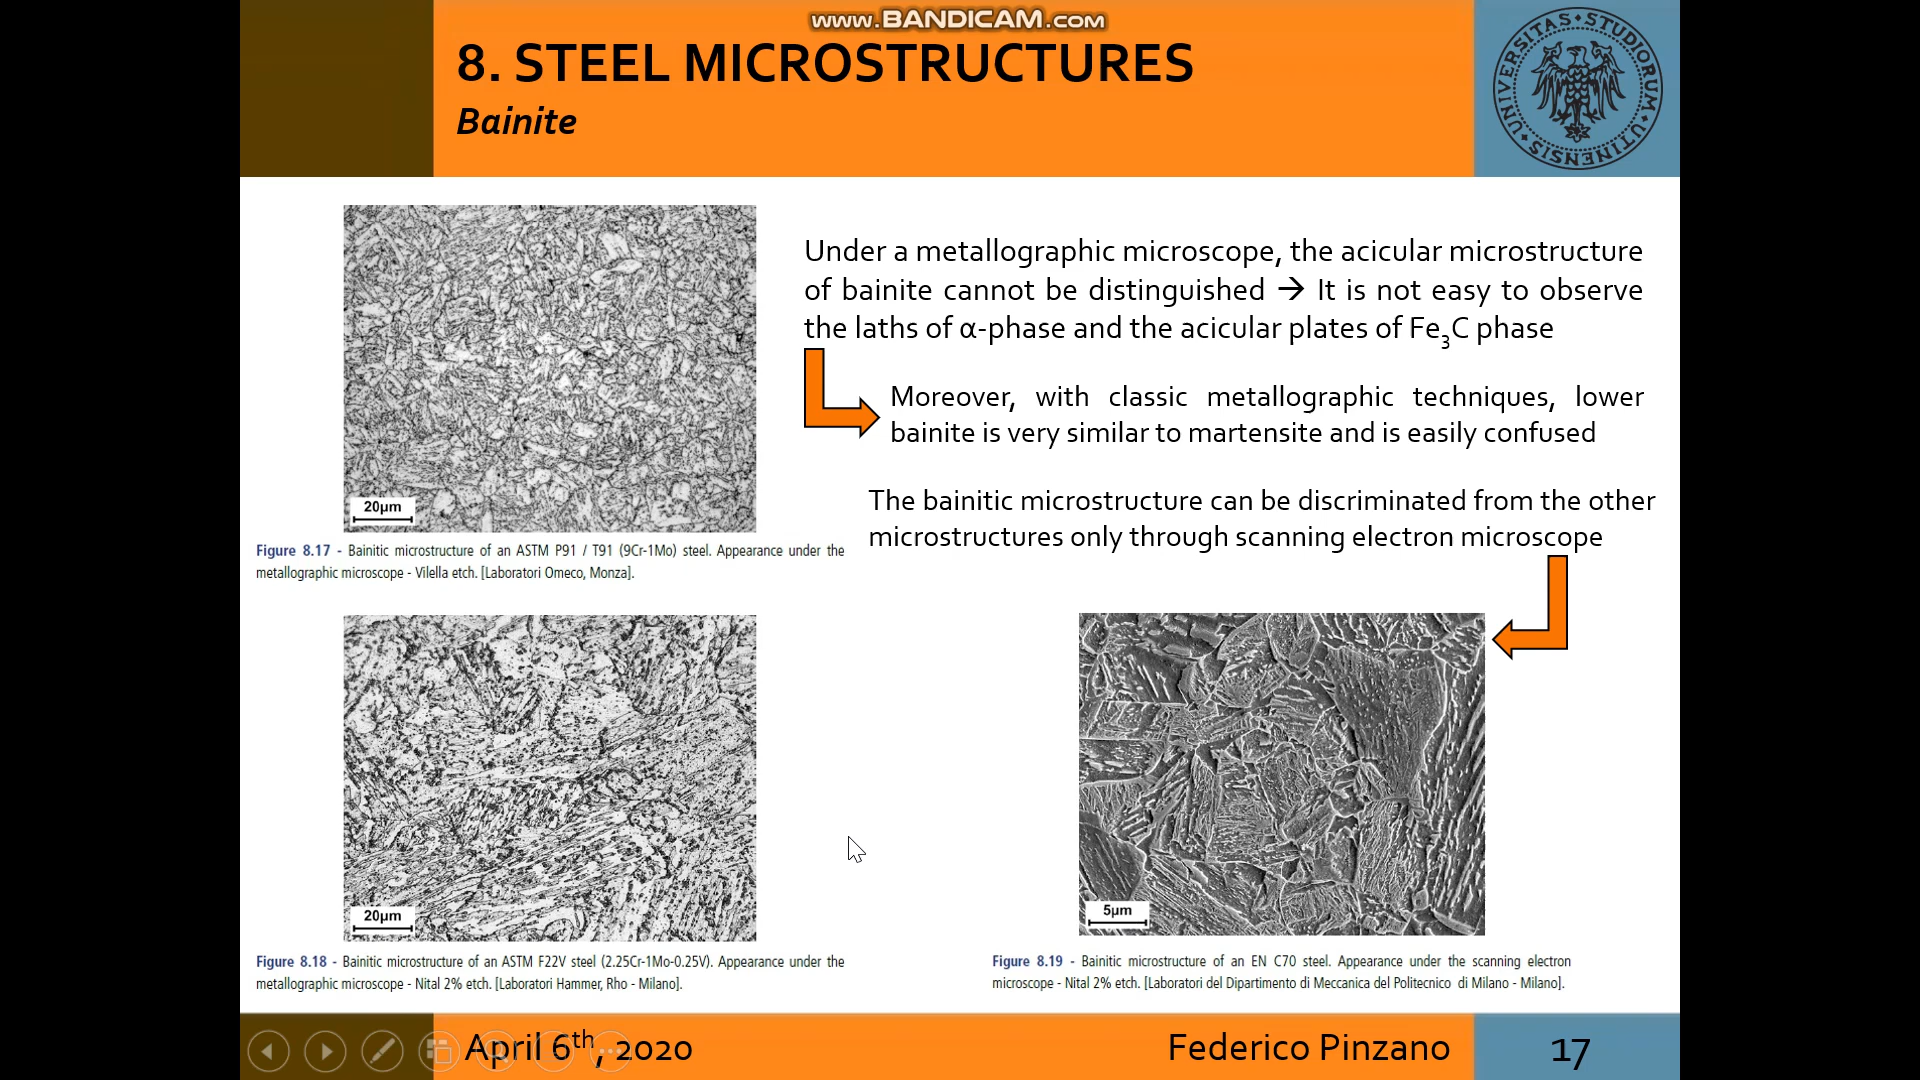 www.BANDICAM.com
8. STEEL MICROSTRUCTURES
Bainite
UNIVERSITAS STUDIORUM UTINENSIS
Under a metallographic microscope, the acicular microstructure
of bainite cannot be distinguished → It is not easy to observe
the laths of α-phase and the acicular plates of Fe₃C phase
Moreover, with classic metallographic techniques, lower
bainite is very similar to martensite and is easily confused
The bainitic microstructure can be discriminated from the other
microstructures only through scanning electron microscope
20µm
Figure 8.17 - Bainitic microstructure of an ASTM P91 / T91 (9Cr-1Mo) steel. Appearance under the
metallographic microscope - Vilella etch. [Laboratori Omeco, Monza].
20µm
Figure 8.18 - Bainitic microstructure of an ASTM F22V steel (2.25Cr-1Mo-0.25V). Appearance under the
metallographic microscope - Nital 2% etch. [Laboratori Hammer, Rho - Milano].
5µm
Figure 8.19 - Bainitic microstructure of an EN C70 steel. Appearance under the scanning electron
microscope - Nital 2% etch. [Laboratori del Dipartimento di Meccanica del Politecnico di Milano - Milano].
April 6th, 2020
Federico Pinzano
17